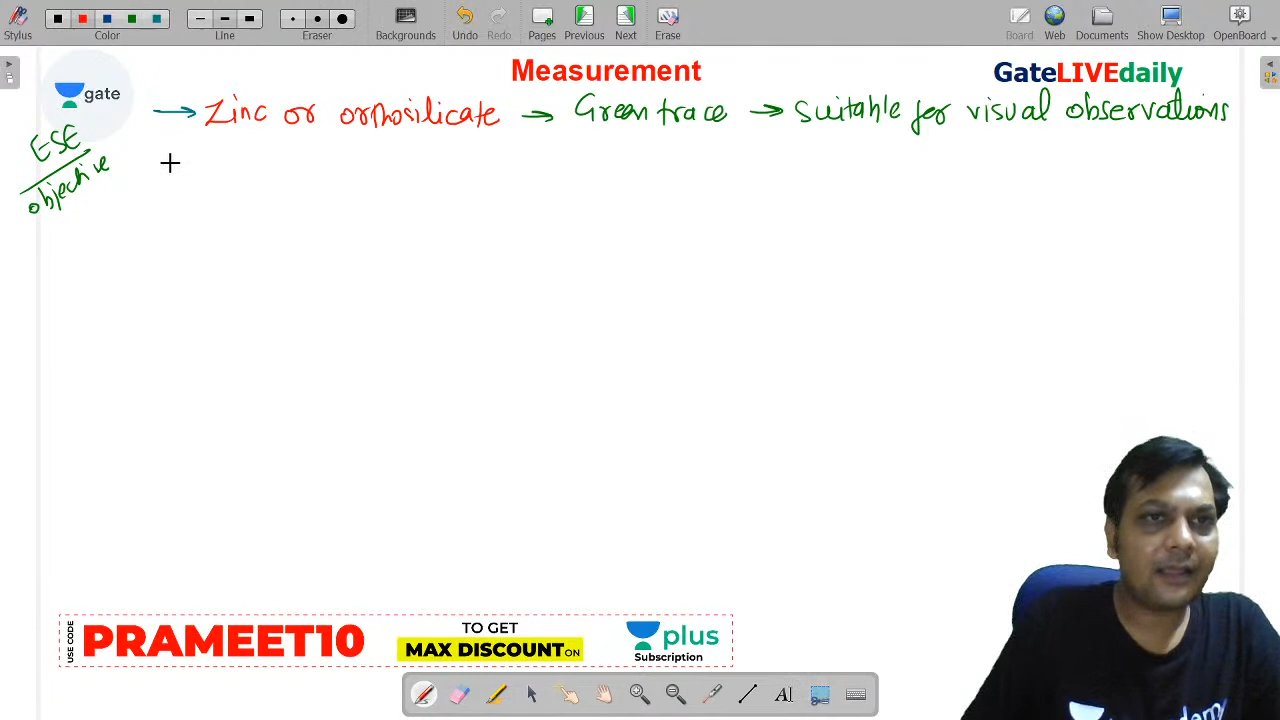 Stylus
Color
Line
Eraser
Backgrounds
Undo
Redo
Pages
Previous
Next
Erase
Board
Web
Documents
Show Desktop
OpenBoard
gate
Measurement
GateLIVEdaily
→ Zinc or orthosilicate → Green trace → suitable for visual observations
ESE
objective
USE CODE
PRAMEET10
TO GET
MAX DISCOUNT ON
plus
Subscription